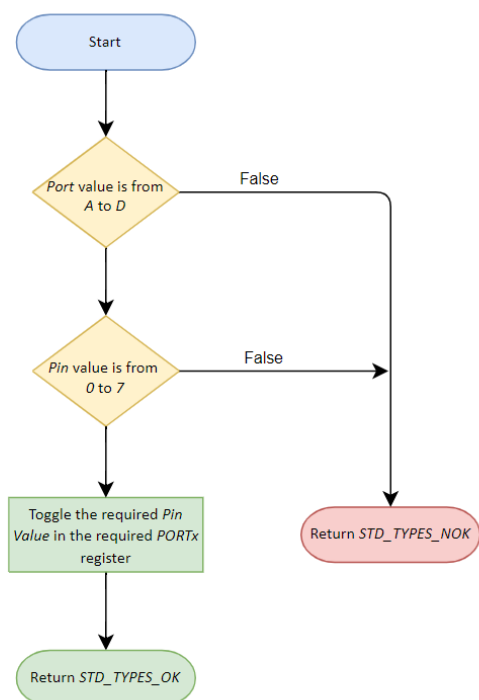 Start
Port value is from
A to D
False
Pin value is from
0 to 7
False
Toggle the required Pin
Value in the required PORTx
register
Return STD_TYPES_NOK
Return STD_TYPES_OK